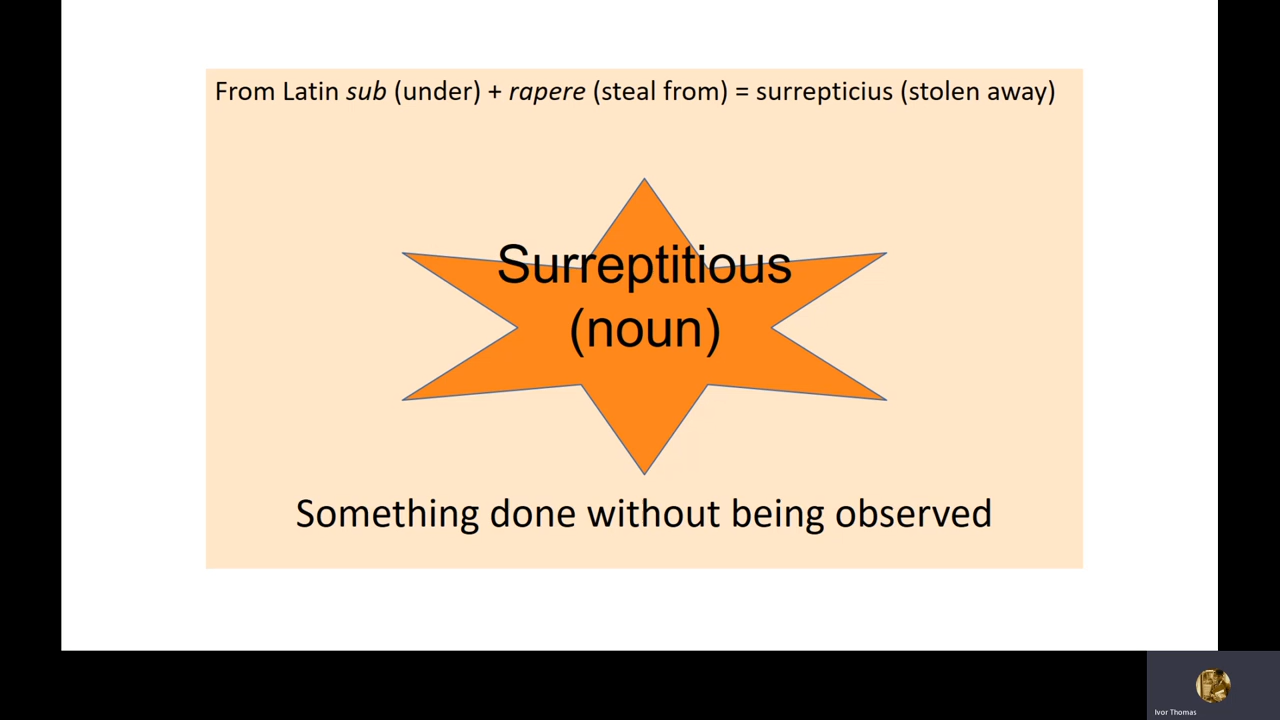 From Latin sub (under) + rapere (steal from) = surrepticius (stolen away)
Surreptitious
(noun)
Something done without being observed
Ivor Thomas